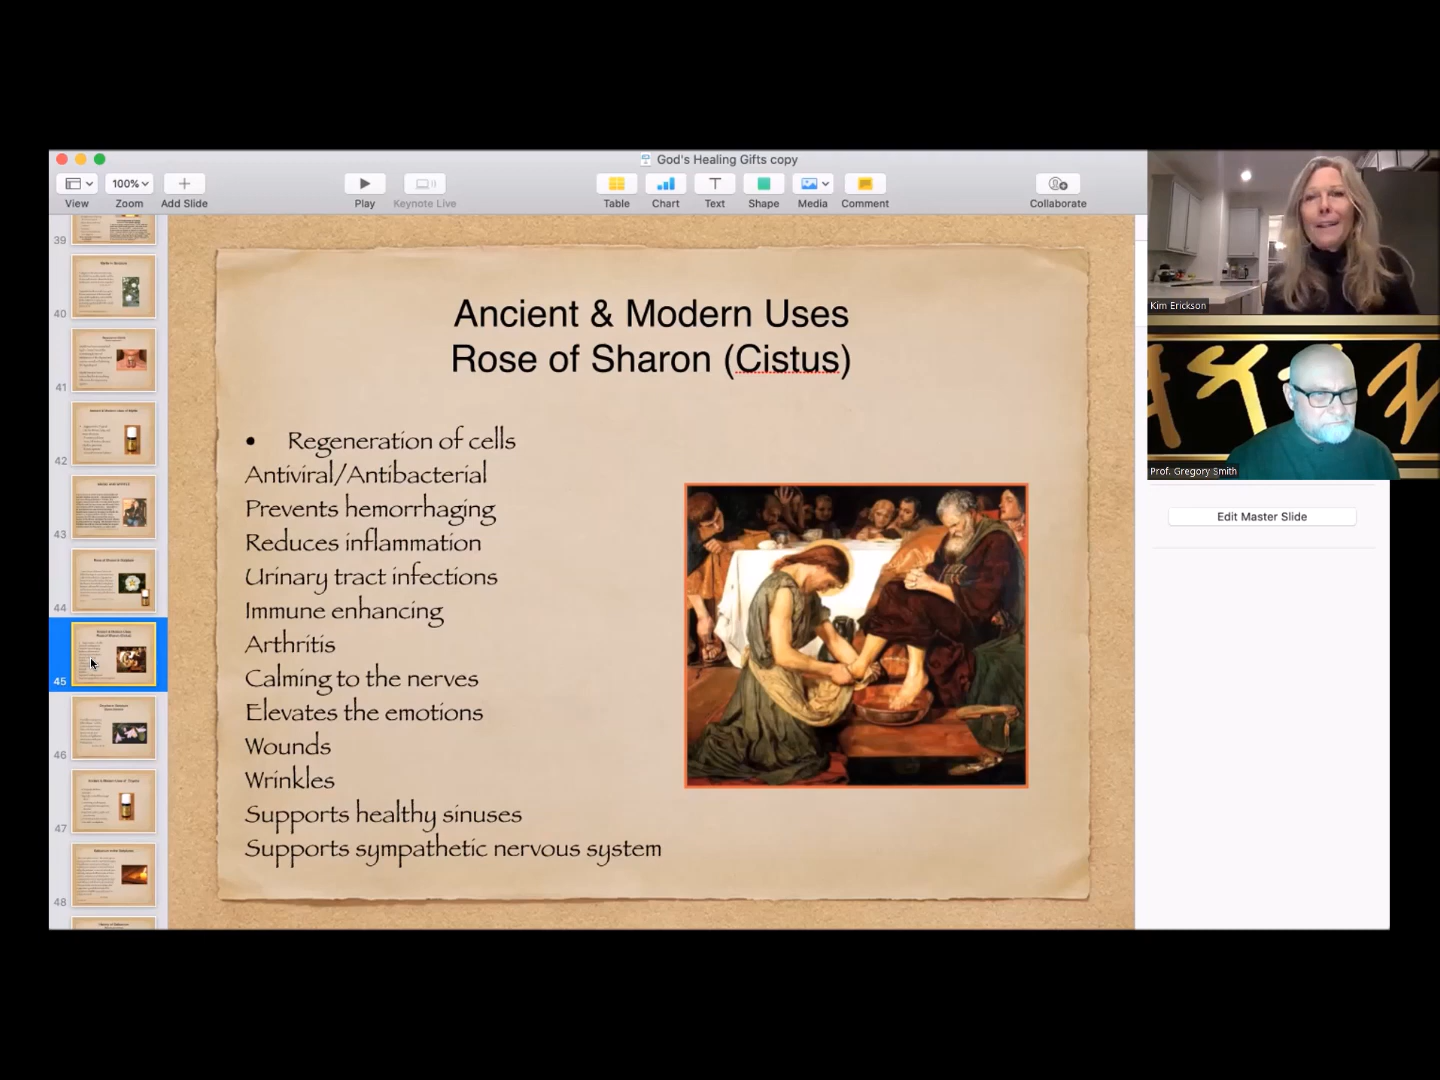 God's Healing Gifts copy
100%
View
Zoom
Add Slide
Play
Keynote Live
Table
Chart
Text
Shape
Media
Comment
Collaborate
39
40
41
42
43
44
45
46
47
48
Ancient & Modern Uses
Rose of Sharon (Cistus)
• Regeneration of cells
Antiviral/Antibacterial
Prevents hemorrhaging
Reduces inflammation
Urinary tract infections
Immune enhancing
Arthritis
Calming to the nerves
Elevates the emotions
Wounds
Wrinkles
Supports healthy sinuses
Supports sympathetic nervous system
Kim Erickson
Prof. Gregory Smith
Edit Master Slide